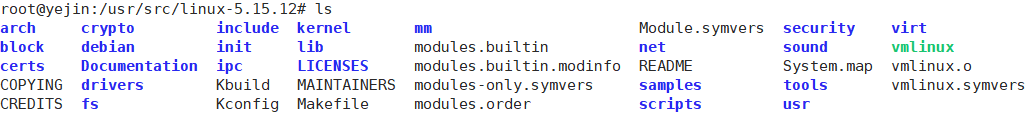 root@yejin:/usr/src/linux-5.15.12# ls
arch     crypto         include  kernel       mm                       Module.symvers  security    virt
block    debian         init     lib          modules.builtin          net             sound       vmlinux
certs    Documentation  ipc      LICENSES     modules.builtin.modinfo  README          System.map  vmlinux.o
COPYING  drivers        Kbuild   MAINTAINERS  modules-only.symvers     samples         tools       vmlinux.symvers
CREDITS  fs             Kconfig  Makefile     modules.order            scripts         usr